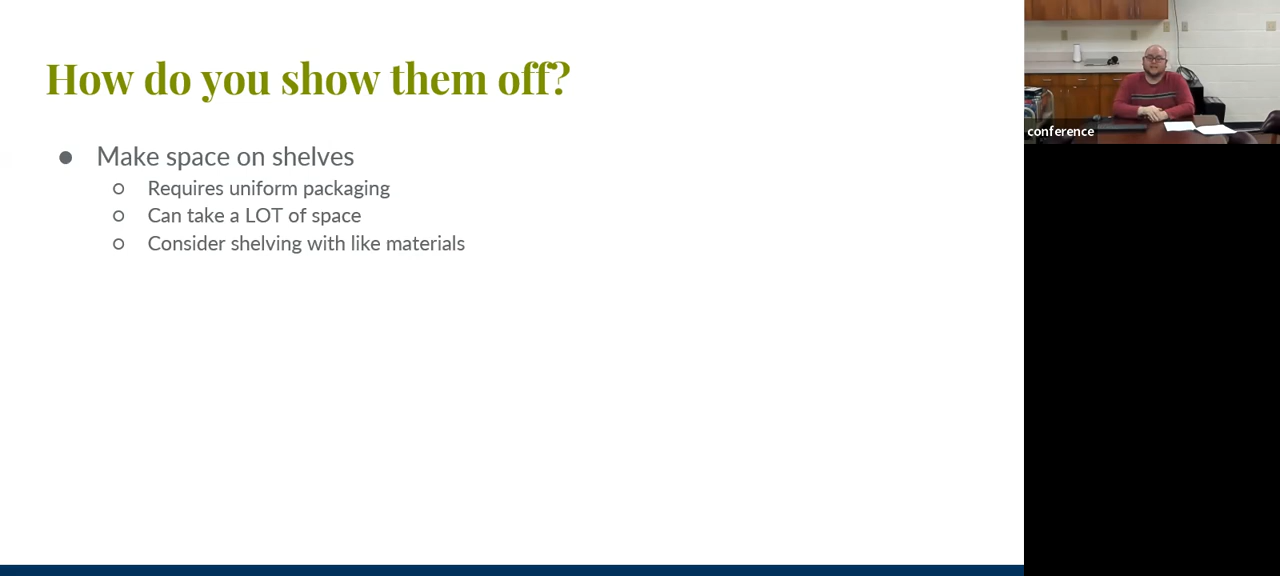 How do you show them off?
Make space on shelves
Requires uniform packaging
Can take a LOT of space
Consider shelving with like materials
conference